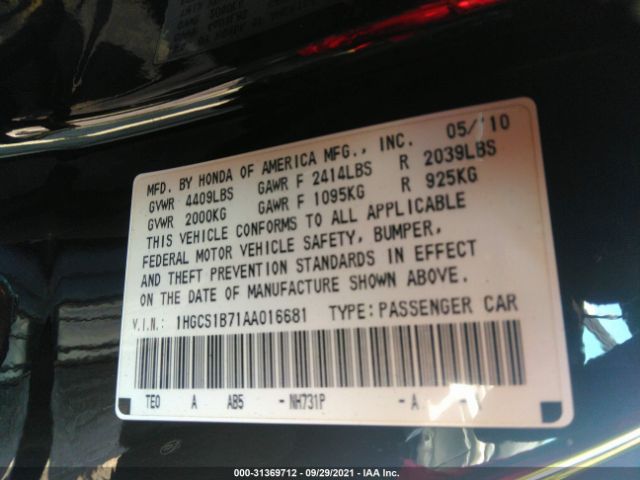 MFD. BY HONDA OF AMERICA MFG., INC. 05/10
GVWR 4409LBS GAWR F 2414LBS R 2039LBS
GVWR 2000KG GAWR F 1095KG R 925KG
THIS VEHICLE CONFORMS TO ALL APPLICABLE
FEDERAL MOTOR VEHICLE SAFETY, BUMPER,
AND THEFT PREVENTION STANDARDS IN EFFECT
ON THE DATE OF MANUFACTURE SHOWN ABOVE.
V.I.N.: 1HGCS1B71AA016681 TYPE: PASSENGER CAR
TE0 A AB5 - NH731P - A
000-31369712 - 09/29/2021 - IAA Inc.